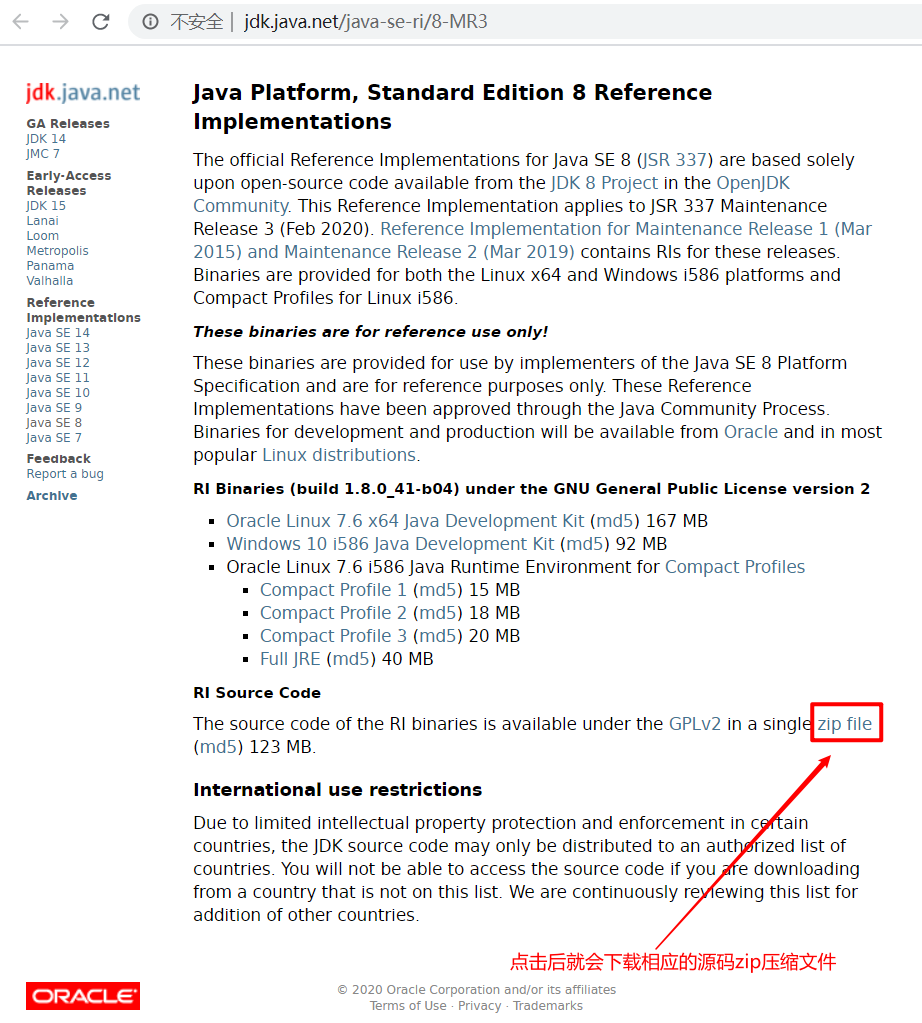 不安全 | jdk.java.net/java-se-ri/8-MR3
jdk.java.net
GA Releases
JDK 14
JMC 7
Early-Access
Releases
JDK 15
Lanai
Loom
Metropolis
Panama
Valhalla
Reference
Implementations
Java SE 14
Java SE 13
Java SE 12
Java SE 11
Java SE 10
Java SE 9
Java SE 8
Java SE 7
Feedback
Report a bug
Archive
Java Platform, Standard Edition 8 Reference
Implementations
The official Reference Implementations for Java SE 8 (JSR 337) are based solely
upon open-source code available from the JDK 8 Project in the OpenJDK
Community. This Reference Implementation applies to JSR 337 Maintenance
Release 3 (Feb 2020). Reference Implementation for Maintenance Release 1 (Mar
2015) and Maintenance Release 2 (Mar 2019) contains RIs for these releases.
Binaries are provided for both the Linux x64 and Windows i586 platforms and
Compact Profiles for Linux i586.
These binaries are for reference use only!
These binaries are provided for use by implementers of the Java SE 8 Platform
Specification and are for reference purposes only. These Reference
Implementations have been approved through the Java Community Process.
Binaries for development and production will be available from Oracle and in most
popular Linux distributions.
RI Binaries (build 1.8.0_41-b04) under the GNU General Public License version 2
▪ Oracle Linux 7.6 x64 Java Development Kit (md5) 167 MB
▪ Windows 10 i586 Java Development Kit (md5) 92 MB
▪ Oracle Linux 7.6 i586 Java Runtime Environment for Compact Profiles
▪ Compact Profile 1 (md5) 15 MB
▪ Compact Profile 2 (md5) 18 MB
▪ Compact Profile 3 (md5) 20 MB
▪ Full JRE (md5) 40 MB
RI Source Code
The source code of the RI binaries is available under the GPLv2 in a single zip file
(md5) 123 MB.
International use restrictions
Due to limited intellectual property protection and enforcement in certain
countries, the JDK source code may only be distributed to an authorized list of
countries. You will not be able to access the source code if you are downloading
from a country that is not on this list. We are continuously reviewing this list for
addition of other countries.
点击后就会下载相应的源码zip压缩文件
ORACLE
© 2020 Oracle Corporation and/or its affiliates
Terms of Use · Privacy · Trademarks